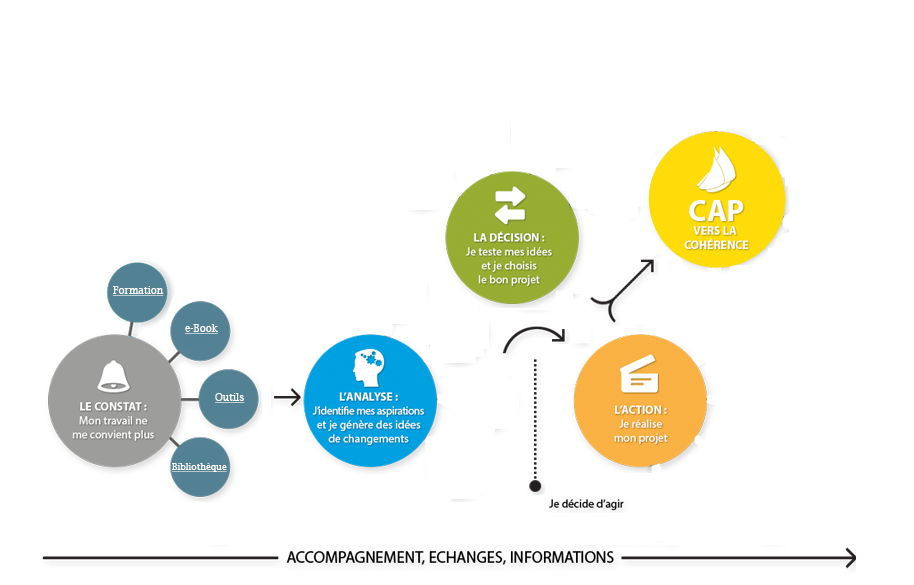 Formation
e-Book
Outils
Bibliothèque
LE CONSTAT :
Mon travail ne
me convient plus
L'ANALYSE :
J'identifie mes aspirations
et je génère des idées
de changements
LA DÉCISION :
Je teste mes idées
et je choisis
le bon projet
L'ACTION :
Je réalise
mon projet
CAP
VERS LA
COHÉRENCE
Je décide d'agir
ACCOMPAGNEMENT, ECHANGES, INFORMATIONS